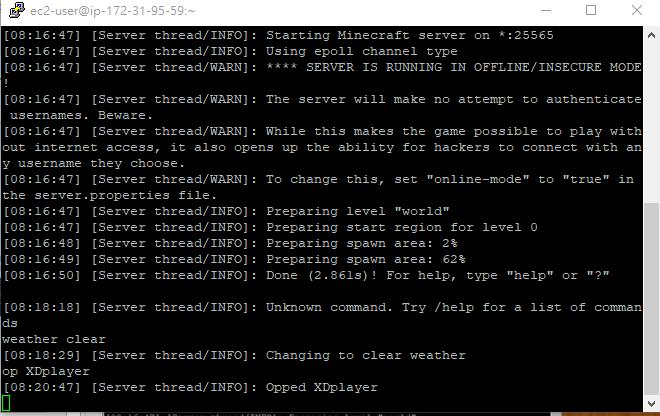 ec2-user@ip-172-31-95-59:~
[08:16:47] [Server thread/INFO]: Starting Minecraft server on *:25565
[08:16:47] [Server thread/INFO]: Using epoll channel type
[08:16:47] [Server thread/WARN]: **** SERVER IS RUNNING IN OFFLINE/INSECURE MODE
!
[08:16:47] [Server thread/WARN]: The server will make no attempt to authenticate
 usernames. Beware.
[08:16:47] [Server thread/WARN]: While this makes the game possible to play with
out internet access, it also opens up the ability for hackers to connect with an
y username they choose.
[08:16:47] [Server thread/WARN]: To change this, set "online-mode" to "true" in
the server.properties file.
[08:16:47] [Server thread/INFO]: Preparing level "world"
[08:16:47] [Server thread/INFO]: Preparing start region for level 0
[08:16:48] [Server thread/INFO]: Preparing spawn area: 2%
[08:16:49] [Server thread/INFO]: Preparing spawn area: 62%
[08:16:50] [Server thread/INFO]: Done (2.861s)! For help, type "help" or "?"
[08:18:18] [Server thread/INFO]: Unknown command. Try /help for a list of comman
ds
weather clear
[08:18:29] [Server thread/INFO]: Changing to clear weather
op XDplayer
[08:20:47] [Server thread/INFO]: Opped XDplayer